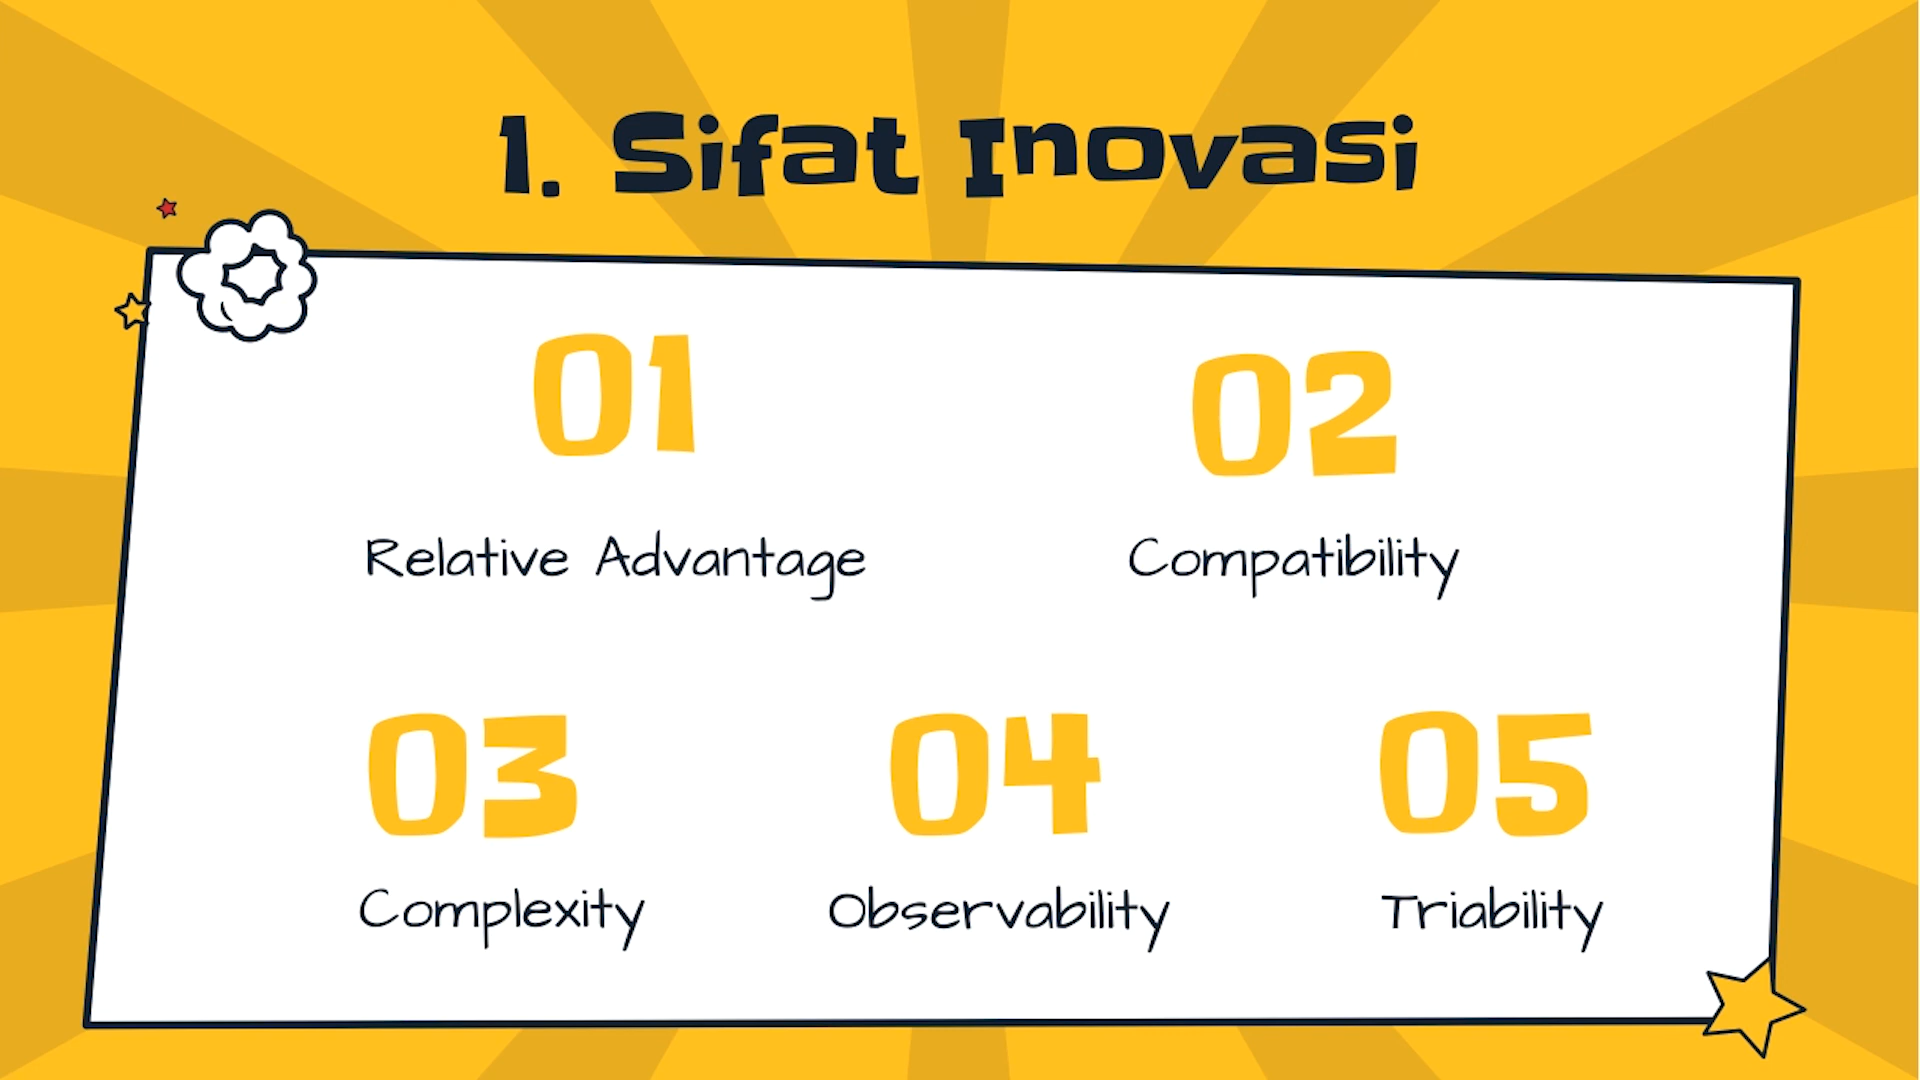 1. Sifat Inovasi
01
02
Relative Advantage
Compatibility
03
04
05
Complexity
Observability
Triability